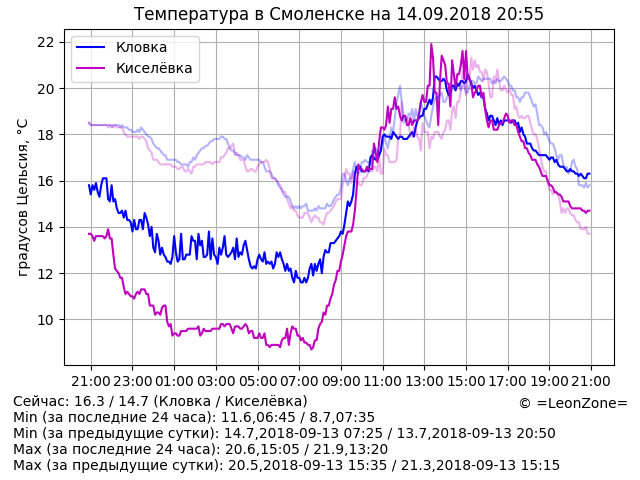 Температура в Смоленске на 14.09.2018 20:55
Кловка
Киселёвка
градусов Цельсия, °C
22
20
18
16
14
12
10
21:00 23:00 01:00 03:00 05:00 07:00 09:00 11:00 13:00 15:00 17:00 19:00 21:00
Сейчас: 16.3 / 14.7 (Кловка / Киселёвка)
© =LeonZone=
Min (за последние 24 часа): 11.6,06:45 / 8.7,07:35
Min (за предыдущие сутки): 14.7,2018-09-13 07:25 / 13.7,2018-09-13 20:50
Max (за последние 24 часа): 20.6,15:05 / 21.9,13:20
Max (за предыдущие сутки): 20.5,2018-09-13 15:35 / 21.3,2018-09-13 15:15